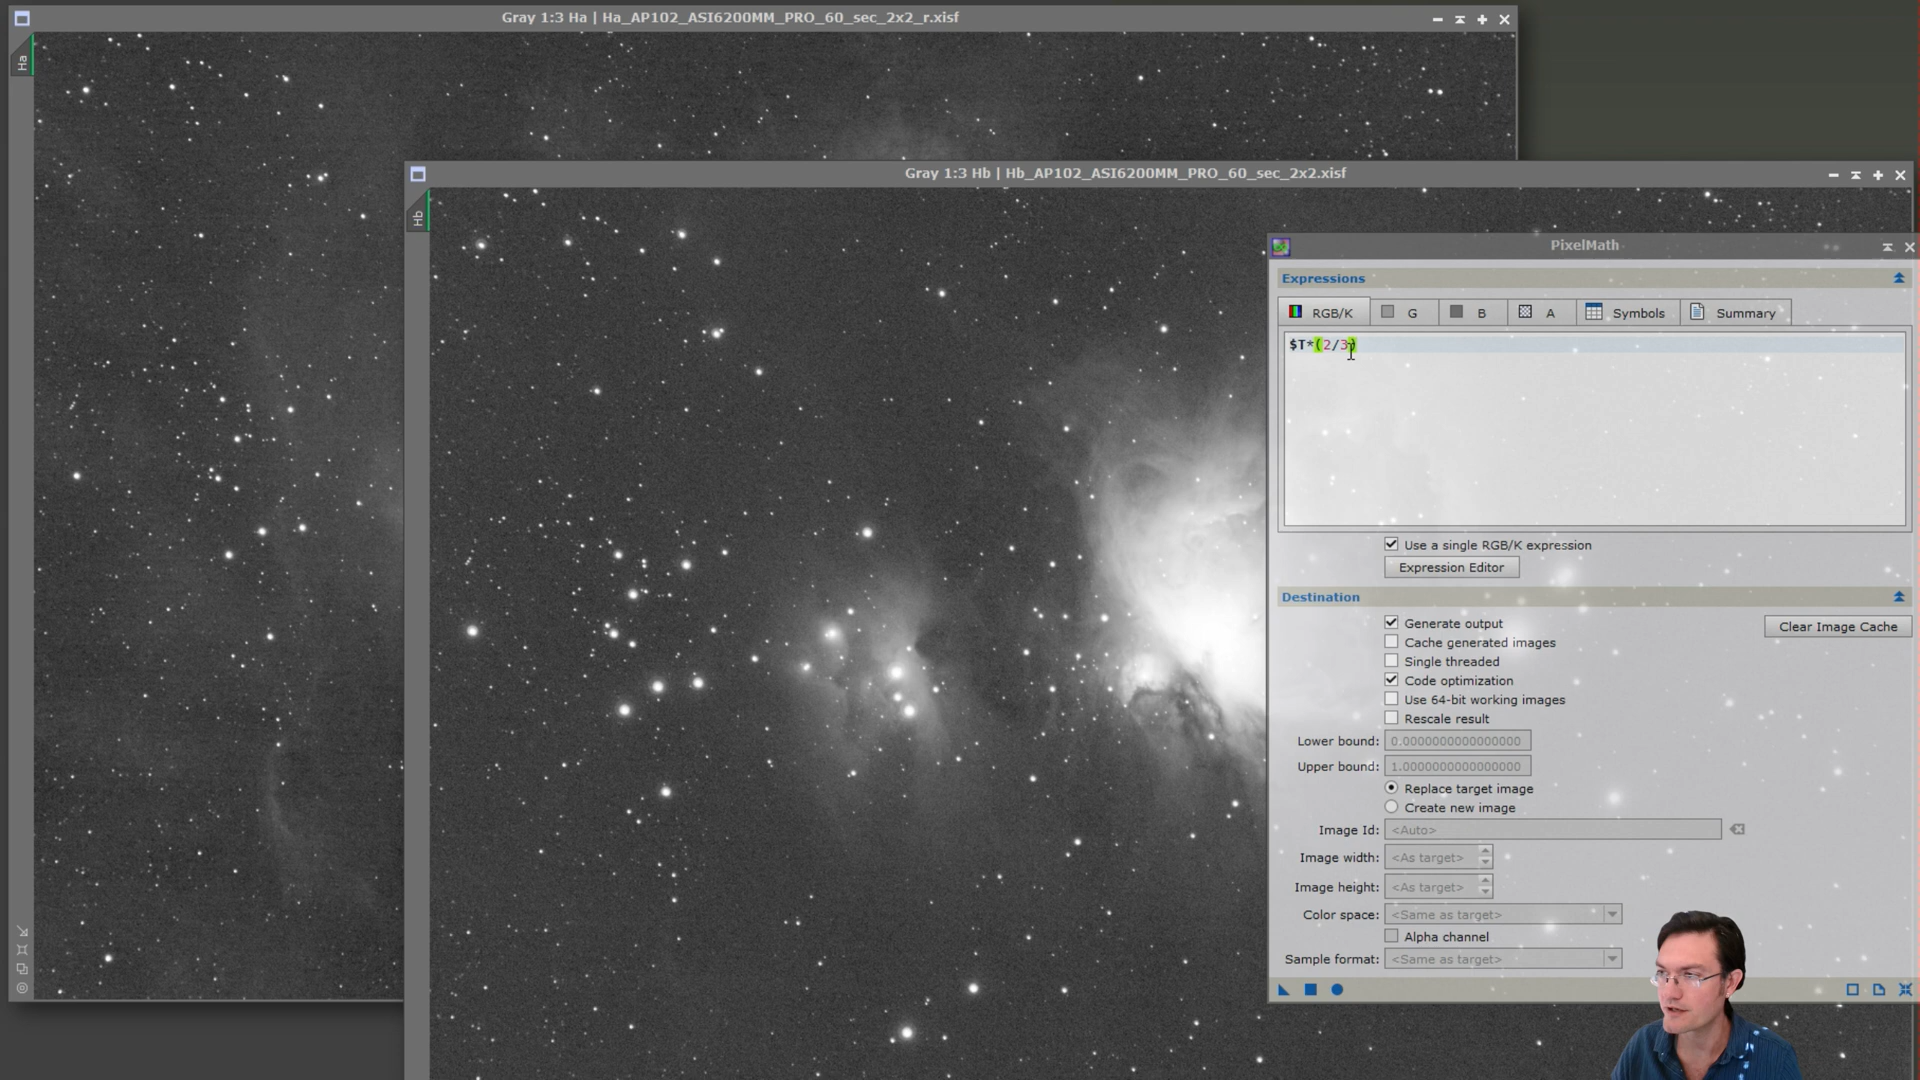 Gray 1:3 Ha | Ha_AP102_ASI6200MM_PRO_60_sec_2x2_r.xisf
Ha
Gray 1:3 Hb | Hb_AP102_ASI6200MM_PRO_60_sec_2x2.xisf
Hb
PixelMath
Expressions
RGB/K G B A Symbols Summary
$T*(2/3)
Use a single RGB/K expression
Expression Editor
Destination
Generate output
Clear Image Cache
Cache generated images
Single threaded
Code optimization
Use 64-bit working images
Rescale result
Lower bound: 0.0000000000000000
Upper bound: 1.0000000000000000
Replace target image
Create new image
Image Id: <Auto>
Image width: <As target>
Image height: <As target>
Color space: <Same as target>
Alpha channel
Sample format: <Same as target>